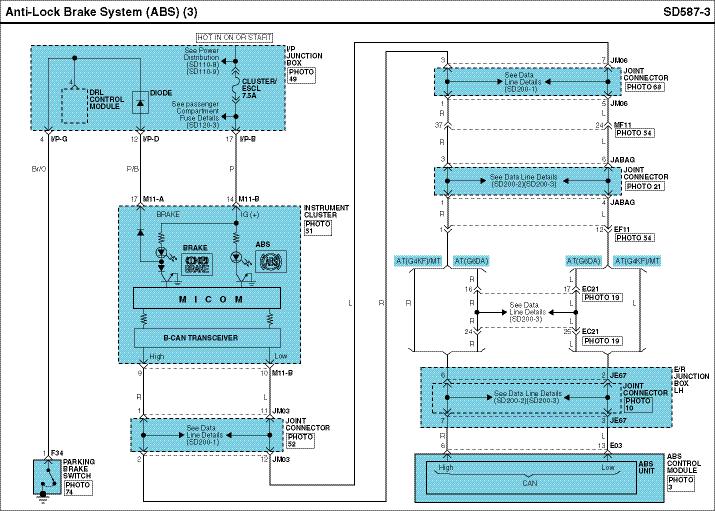 Anti-Lock Brake System (ABS) (3)
SD587-3
HOT IN ON OR START
See Power
Distribution
(SD110-8)
(SD110-9)
I/P
JUNCTION
BOX
PHOTO
49
CLUSTER/
ESCL
7.5A
DRL
CONTROL
MODULE
DIODE
See passenger
Compartment
Fuse Details
(SD120-3)
4
4 I/P-G
12 I/P-D
17 I/P-B
Br/O
P/B
P
17 M11-A
14 M11-B
INSTRUMENT
CLUSTER
PHOTO
51
BRAKE
IG (+)
BRAKE
BRAKE
ABS
ABS
MICOM
B-CAN TRANSCEIVER
High
Low
9
10 M11-B
R
L
1
11 JM03
See Data
Line Details
(SD200-1)
JOINT
CONNECTOR
PHOTO
52
2
12 JM03
1 F34
PARKING
BRAKE
SWITCH
PHOTO
74
L
R
3
7 JM06
See Data
Line Details
(SD200-1)
JOINT
CONNECTOR
PHOTO 68
1
5 JM06
R
L
37
24 MF11
PHOTO 54
R
L
3
6 JABAG
See Data Line Details
(SD200-2)(SD200-3)
JOINT
CONNECTOR
PHOTO 21
1
4 JABAG
R
L
1
12 EF11
PHOTO 54
AT(G4KF)/MT
AT(G6DA)
AT(G6DA)
AT(G4KF)/MT
R
L
16
17 EC21
PHOTO 19
R
R
L
L
See Data
Line Details
(SD200-3)
24
25 EC21
PHOTO 19
R
L
6
2 JE67
E/R
JUNCTION
BOX
LH
See Data Line Details
(SD200-2)(SD200-3)
JOINT
CONNECTOR
PHOTO
10
7
3 JE67
R
L
6
13 E03
High
Low
CAN
ABS
UNIT
ABS
CONTROL
MODULE
PHOTO
3